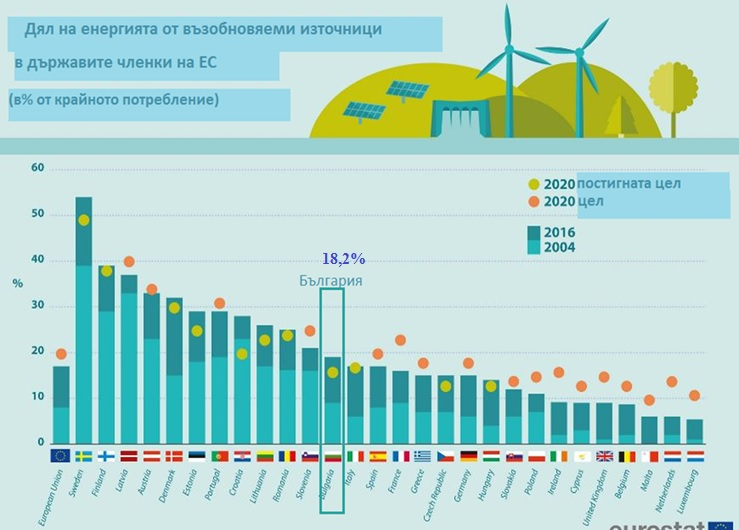 Дял на енергията от възобновяеми източници
в държавите членки на ЕС
(в% от крайното потребление)
60
2020 постигната цел
2020 цел
50
2016
2004
18,2%
40
България
%
30
20
10
0
European Union
Sweden
Finland
Latvia
Austria
Denmark
Estonia
Portugal
Croatia
Lithuania
Romania
Slovenia
Bulgaria
Italy
Spain
France
Greece
Czech Republic
Germany
Hungary
Slovakia
Poland
Ireland
Cyprus
United Kingdom
Belgium
Malta
Netherlands
Luxembourg
eurostat